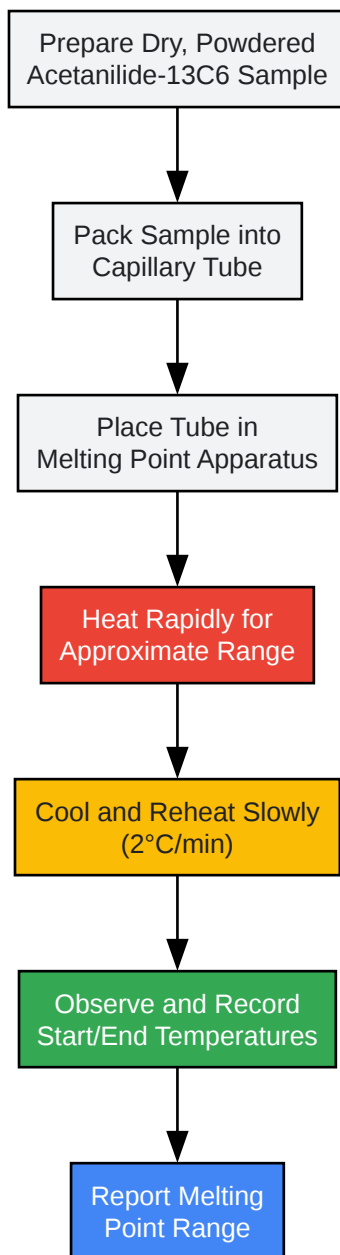 Prepare Dry, Powdered
Acetanilide-13C6 Sample
Pack Sample into
Capillary Tube
Place Tube in
Melting Point Apparatus
Heat Rapidly for
Approximate Range
Cool and Reheat Slowly
(2°C/min)
Observe and Record
Start/End Temperatures
Report Melting
Point Range